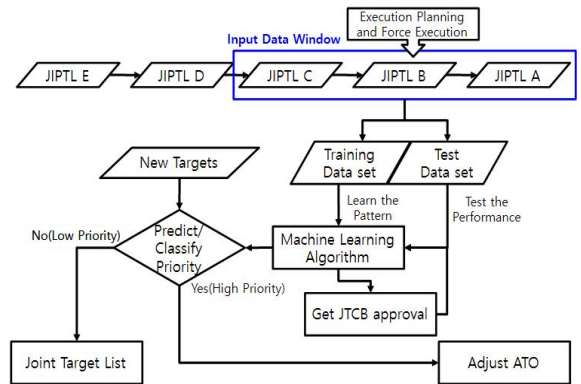 Execution Planning
and Force Execution
Input Data Window
JIPTL E
JIPTL D
JIPTL C
JIPTL B
JIPTL A
Training
Data set
Test
Data set
New Targets
Learn the
Pattern
Test the
Performance
No(Low Priority)
Predict/
Classify
Priority
Machine Learning
Algorithm
Yes(High Priority)
Get JTCB approval
Joint Target List
Adjust ATO